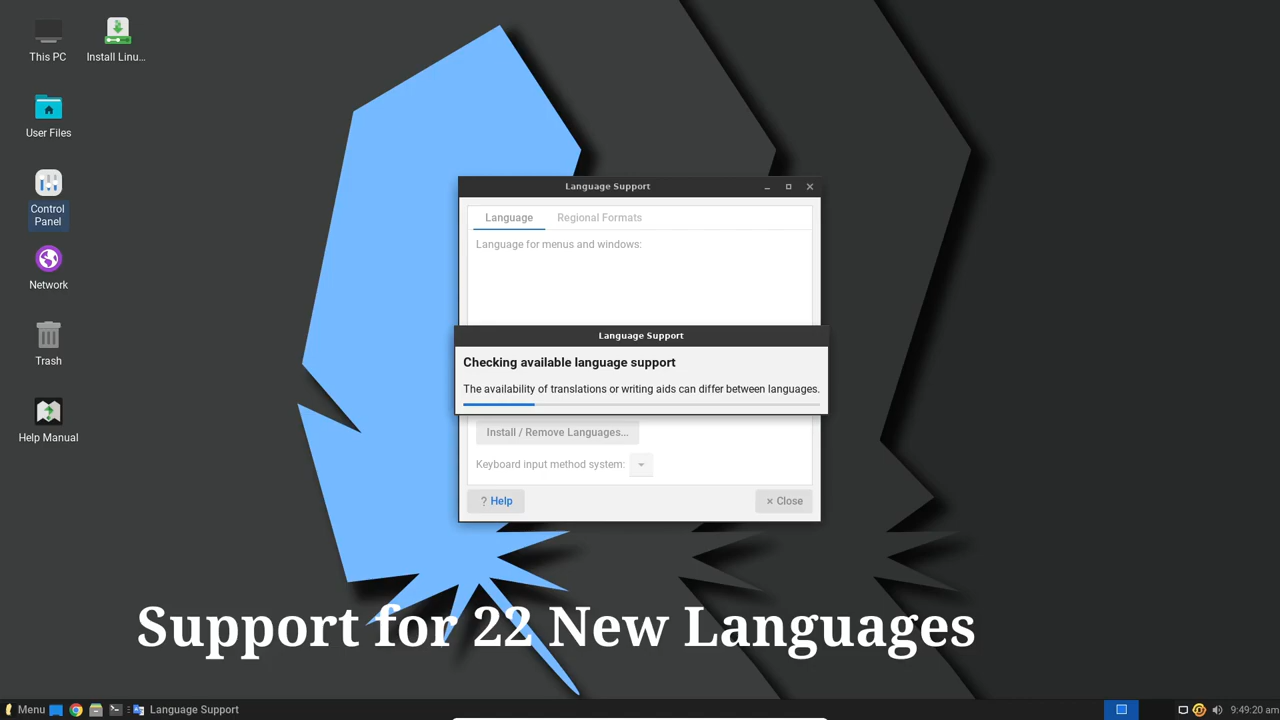 This PC
Install Linu...
User Files
Control
Panel
Network
Trash
Help Manual
Language Support
Language
Regional Formats
Language for menus and windows:
Language Support
Checking available language support
The availability of translations or writing aids can differ between languages.
Install / Remove Languages...
Keyboard input method system:
? Help
× Close
Support for 22 New Languages
Menu
Language Support
9:49:20 am